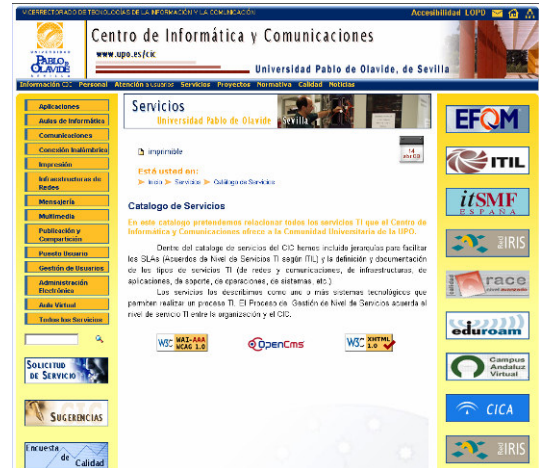 VICERRECTORADO DE TECNOLOGÍAS DE LA INFORMACIÓN Y LA COMUNICACIÓN
Accesibilidad LOPD
Centro de Informática y Comunicaciones
www.upo.es/cic
UNIVERSIDAD
PABLO DE
OLAVIDE
SEVILLA
Universidad Pablo de Olavide, de Sevilla
Información CIC Personal Atención a usuarios Servicios Proyectos Normativa Calidad Noticias
Aplicaciones
Aulas de Informática
Comunicaciones
Conexión Inalámbrica
Impresión
Infraestructuras de
Redes
Mensajería
Multimedia
Publicación y
Compartición
Puesto Usuario
Gestión de Usuarios
Administración
Electrónica
Aula Virtual
Todos los Servicios
SOLICITUD
DE SERVICIO
SUGERENCIAS
Encuesta
de
Calidad
Servicios
Universidad Pablo de Olavide Sevilla
imprimible
14
Está usted en:
Inicio Servicios Catálogo de Servicios
Catalogo de Servicios
En este catalogo pretendemos relacionar todos los servicios TI que el Centro de
Informática y Comunicaciones ofrece a la Comunidad Universitaria de la UPO.
Dentro del catalogo de servicios del CIC hemos incluido jerarquías para facilitar
los SLAs (Acuerdos de Nivel de Servicios TI según ITIL) y la definición y documentación
de los tipos de servicios TI (de redes y comunicaciones, de infraestructuras, de
aplicaciones, de soporte, de operaciones, de sistemas, etc.)
Los servicios los describimos como uno o más sistemas tecnológicos que
permiten realizar un proceso TI. El Proceso de Gestión de Nivel de Servicios acuerda el
nivel de servicio TI entre la organización y el CIC.
W3C WAI-AAA
WCAG 1.0
OpenCms
W3C XHTML
1.0
EFQM
ITIL
itSMF
ESPAÑA
RedIRIS
race
eduroam
Campus
Andaluz
Virtual
CICA
RedIRIS